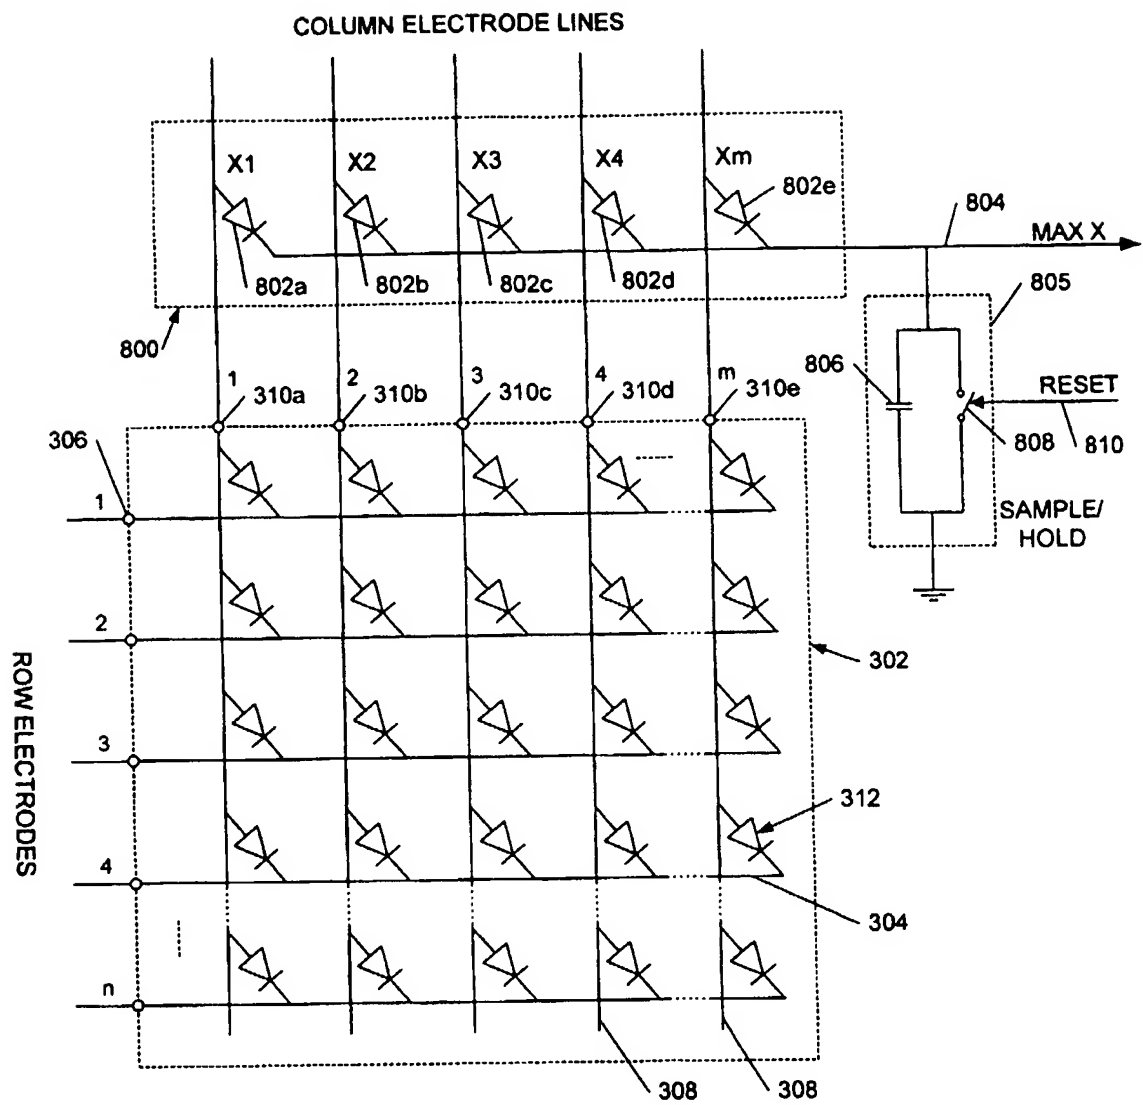 COLUMN ELECTRODE LINES
X1 X2 X3 X4 Xm
802e
804
MAX X
802a 802b 802c 802d
805
800
806
1 2 3 4 m
310a 310b 310c 310d 310e
RESET
306
808 810
1
SAMPLE/
HOLD
2
302
ROW ELECTRODES
3
312
4
304
n
308 308